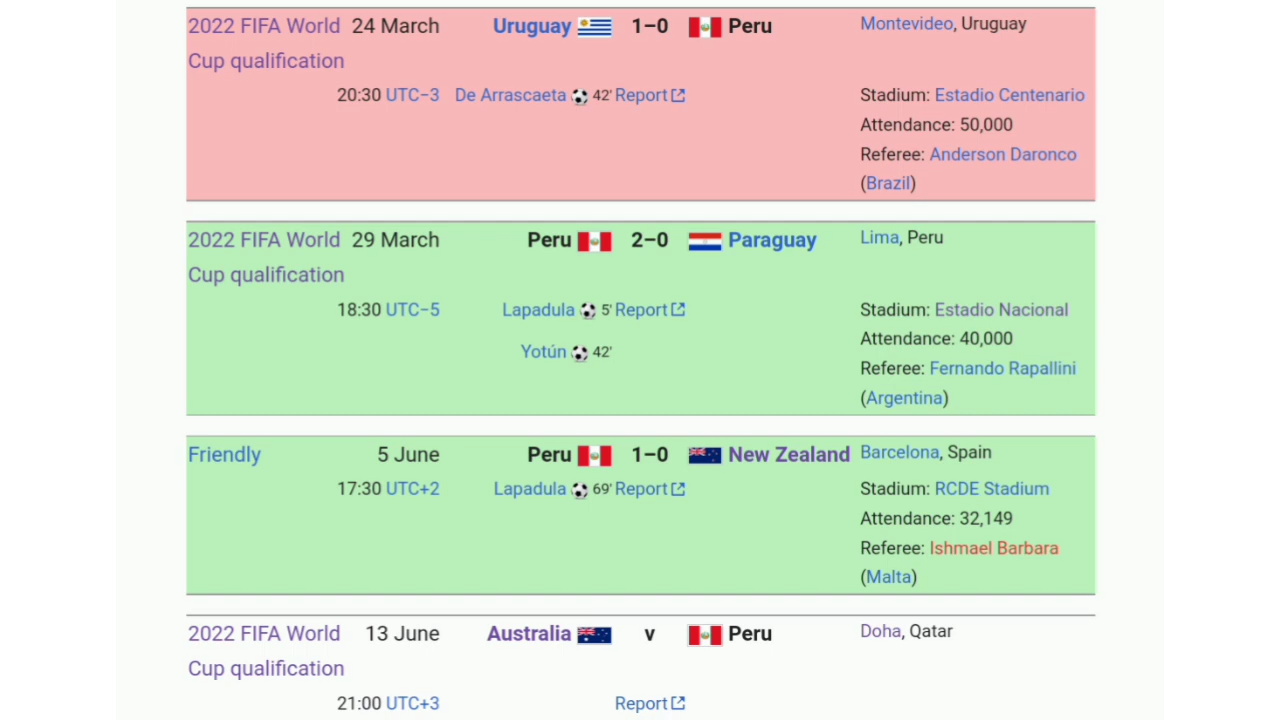 2022 FIFA World 24 March Uruguay 1–0 Peru Montevideo, Uruguay
Cup qualification
20:30 UTC−3 De Arrascaeta 42' Report Stadium: Estadio Centenario
Attendance: 50,000
Referee: Anderson Daronco
(Brazil)
2022 FIFA World 29 March Peru 2–0 Paraguay Lima, Peru
Cup qualification
18:30 UTC−5 Lapadula 5' Report Stadium: Estadio Nacional
Attendance: 40,000
Yotún 42'
Referee: Fernando Rapallini
(Argentina)
Friendly 5 June Peru 1–0 New Zealand Barcelona, Spain
17:30 UTC+2 Lapadula 69' Report Stadium: RCDE Stadium
Attendance: 32,149
Referee: Ishmael Barbara
(Malta)
2022 FIFA World 13 June Australia v Peru Doha, Qatar
Cup qualification
21:00 UTC+3 Report